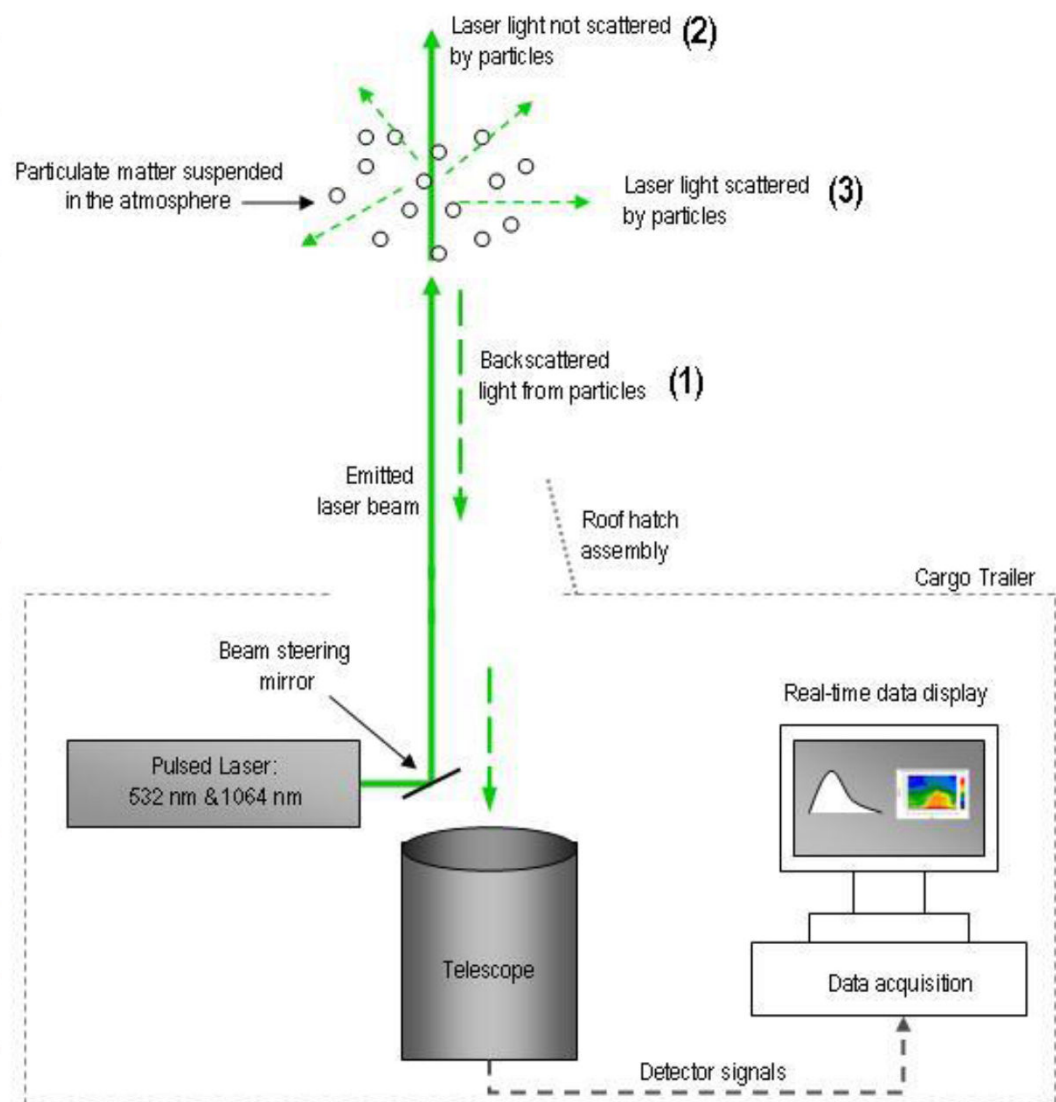 Laser light not scattered (2)
by particles
Particulate matter suspended
in the atmosphere
Laser light scattered (3)
by particles
Backscattered
light from particles (1)
Emitted
laser beam
Roof hatch
assembly
Cargo Trailer
Beam steering
mirror
Real-time data display
Pulsed Laser:
532 nm &1064 nm
Telescope
Data acquisition
Detector signals